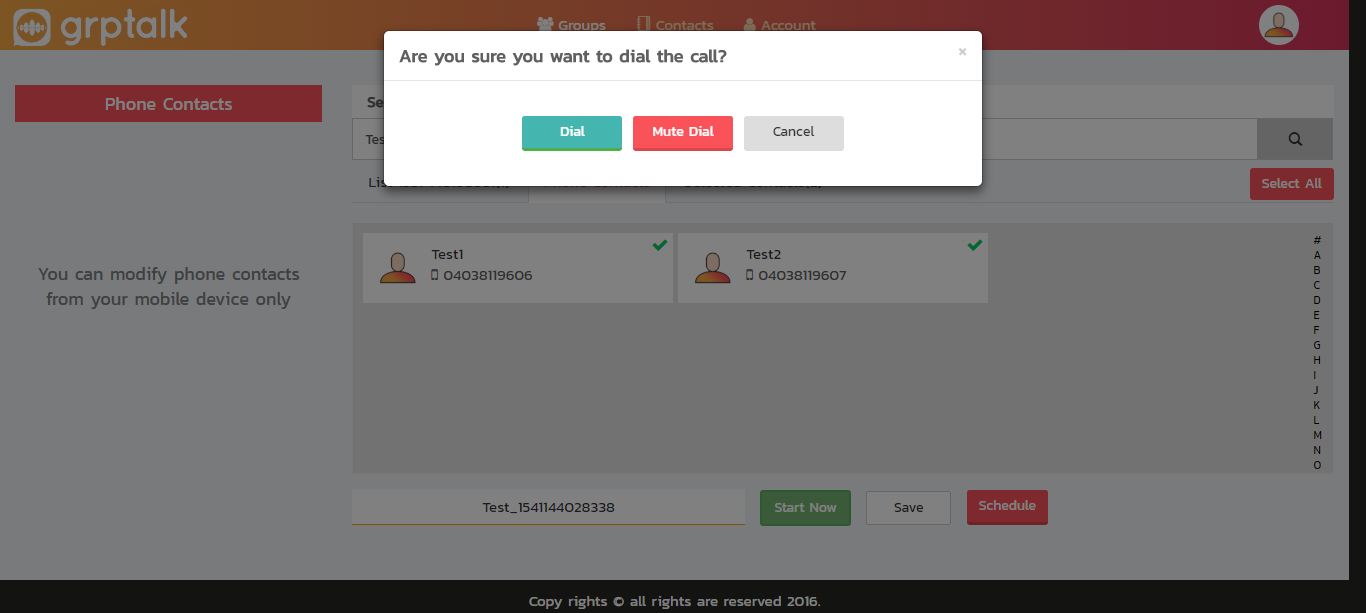 grptalk
Groups Contacts Account
Are you sure you want to dial the call? ×
Dial Mute Dial Cancel
Phone Contacts
Se
Tes
Select All
Test1
04038119606
Test2
04038119607
You can modify phone contacts
from your mobile device only
#
A
B
C
D
E
F
G
H
I
J
K
L
M
N
O
Test_1541144028338 Start Now Save Schedule
Copy rights © all rights are reserved 2016.